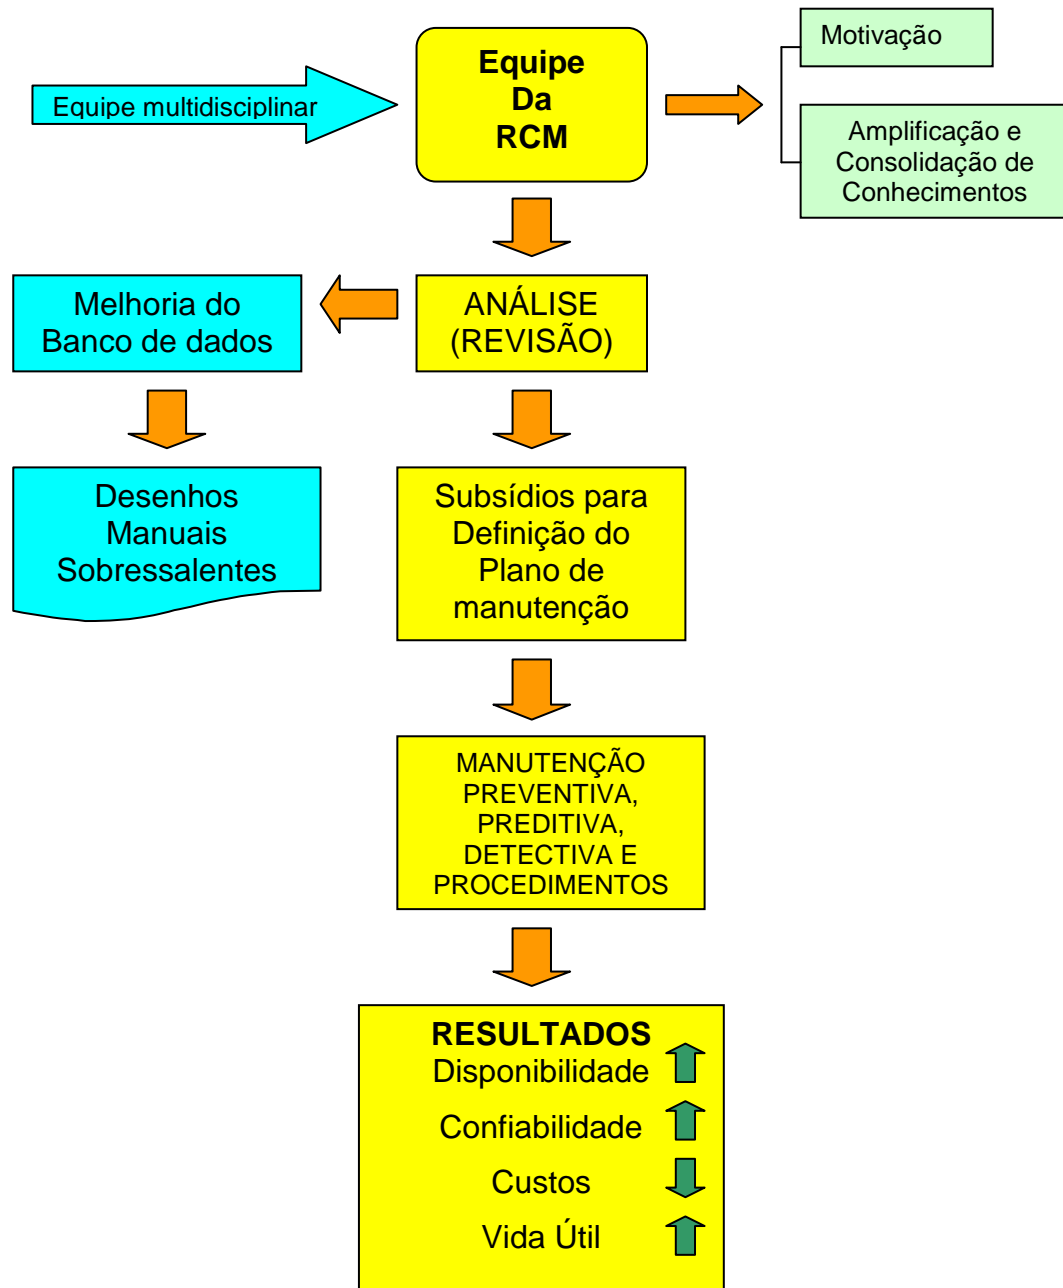 Equipe multidisciplinar
Equipe
Da
RCM
Motivação
Amplificação e
Consolidação de
Conhecimentos
Melhoria do
Banco de dados
ANÁLISE
(REVISÃO)
Desenhos
Manuais
Sobressalentes
Subsídios para
Definição do
Plano de
manutenção
MANUTENÇÃO
PREVENTIVA,
PREDITIVA,
DETECTIVA E
PROCEDIMENTOS
RESULTADOS
Disponibilidade
Confiabilidade
Custos
Vida Útil